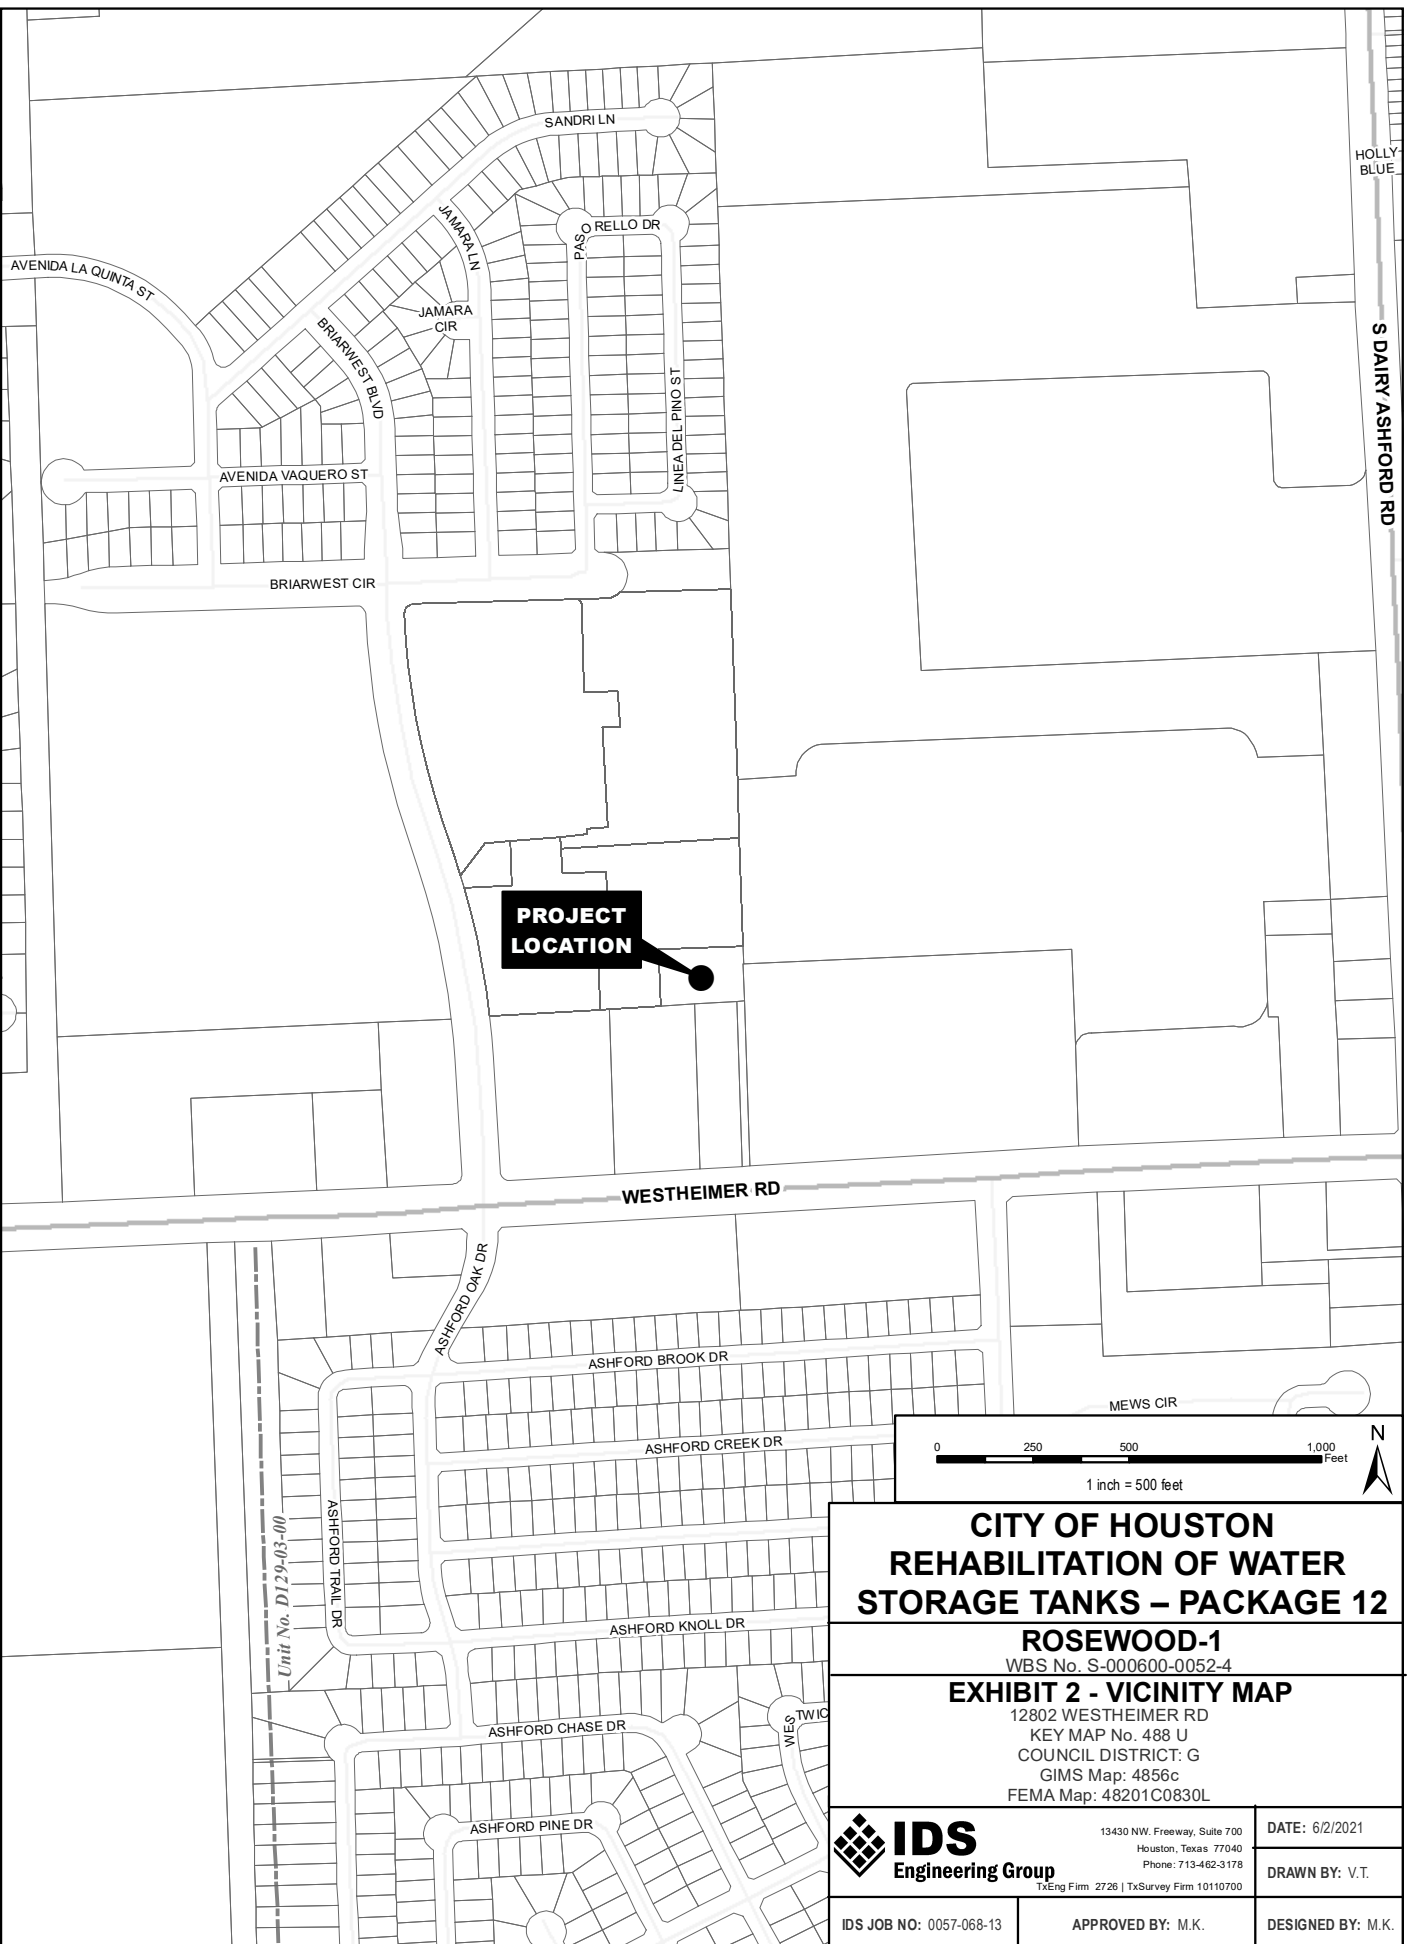 SANDRI LN
HOLLY
BLUE
JAMARA LN
PASO RELLO DR
AVENIDA LA QUINTA ST
JAMARA
CIR
BRIARWEST BLVD
S DAIRY ASHFORD RD
LINEA DEL PINO ST
AVENIDA VAQUERO ST
BRIARWEST CIR
PROJECT
LOCATION
WESTHEIMER RD
ASHFORD OAK DR
ASHFORD BROOK DR
MEWS CIR
ASHFORD CREEK DR
0 250 500 1,000
Feet
N
1 inch = 500 feet
ASHFORD TRAIL DR
Unit No. D129-03-00
ASHFORD KNOLL DR
ASHFORD CHASE DR
WES TWIC
ASHFORD PINE DR
CITY OF HOUSTON
REHABILITATION OF WATER
STORAGE TANKS – PACKAGE 12
ROSEWOOD-1
WBS No. S-000600-0052-4
EXHIBIT 2 - VICINITY MAP
12802 WESTHEIMER RD
KEY MAP No. 488 U
COUNCIL DISTRICT: G
GIMS Map: 4856c
FEMA Map: 48201C0830L
IDS
Engineering Group
13430 NW. Freeway, Suite 700
Houston, Texas 77040
Phone: 713-462-3178
TxEng Firm 2726 | TxSurvey Firm 10110700
DATE: 6/2/2021
DRAWN BY: V.T.
IDS JOB NO: 0057-068-13
APPROVED BY: M.K.
DESIGNED BY: M.K.